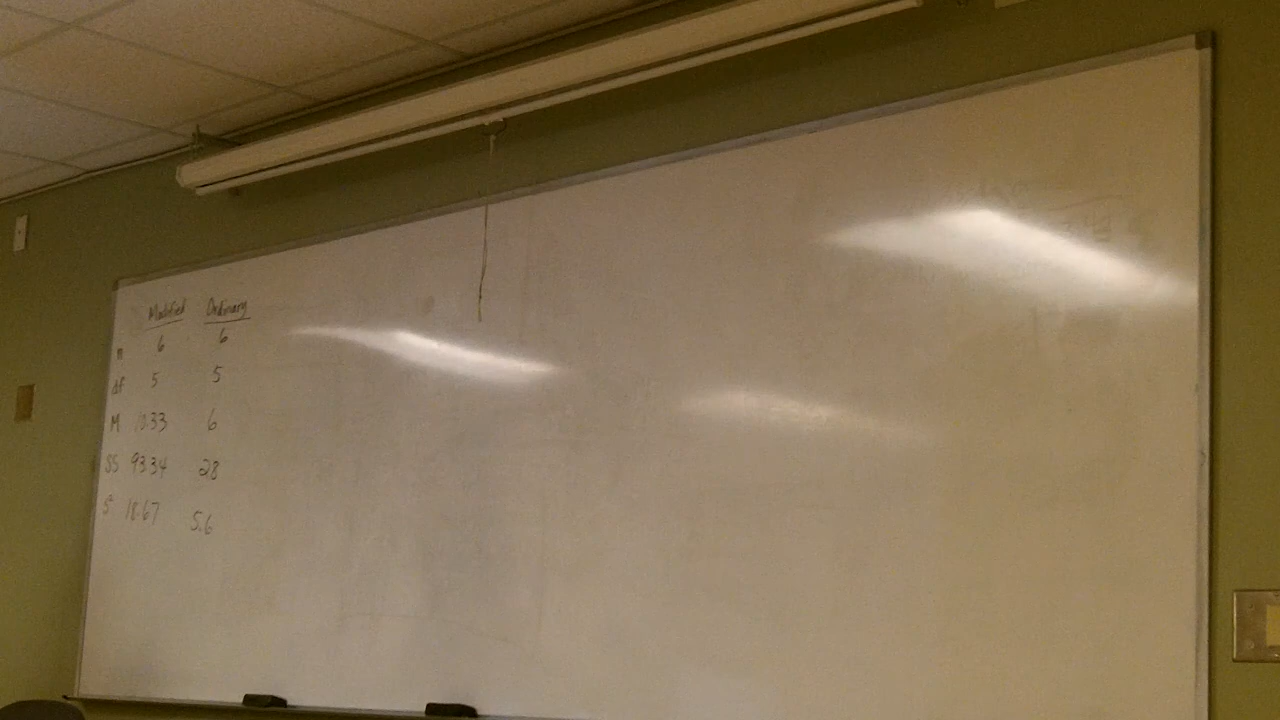 Modified Ordinary
n 6 6
df 5 5
M 10.33 6
SS 93.34 28
s² 18.67 5.6